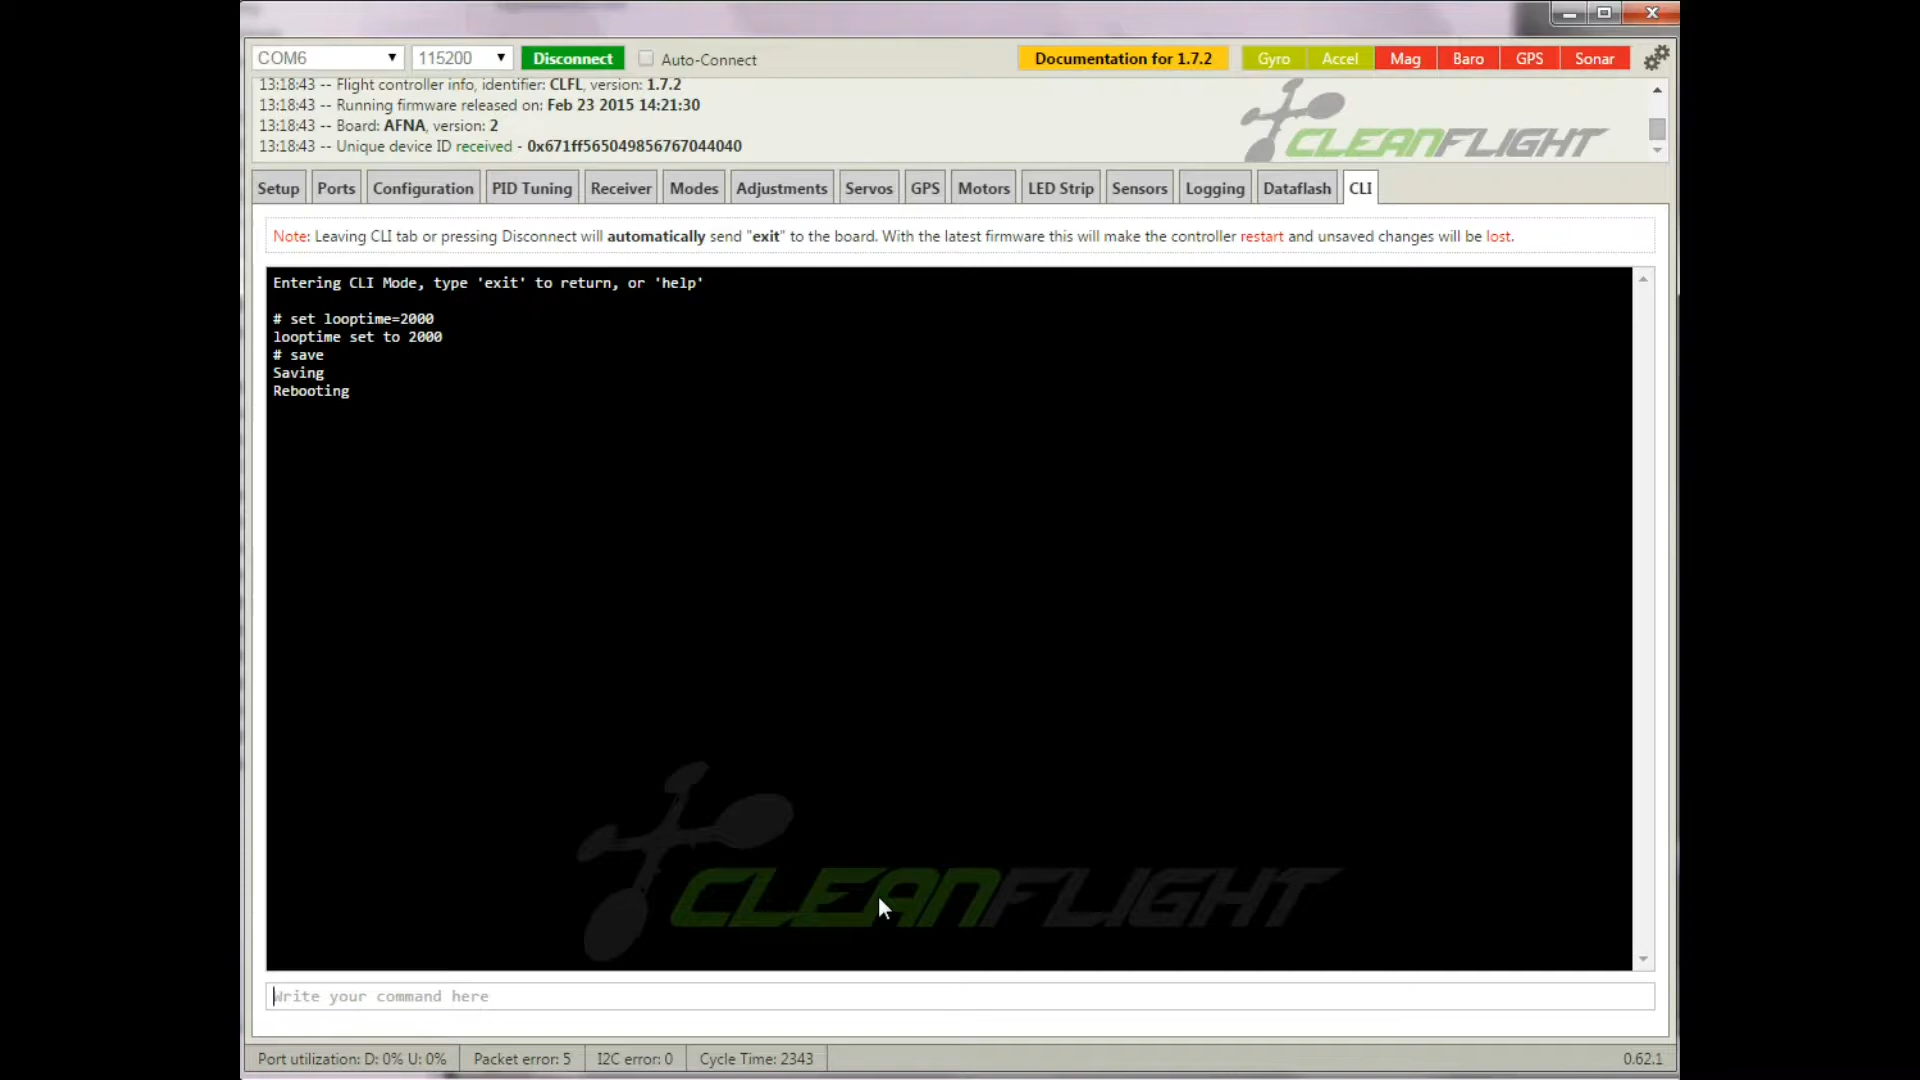 COM6 115200 Disconnect Auto-Connect Documentation for 1.7.2 Gyro Accel Mag Baro GPS Sonar
13:18:43 -- Flight controller info, identifier: CLFL, version: 1.7.2
13:18:43 -- Running firmware released on: Feb 23 2015 14:21:30
13:18:43 -- Board: AFNA, version: 2
13:18:43 -- Unique device ID received - 0x671ff565049856767044040
CLEANFLIGHT
Setup Ports Configuration PID Tuning Receiver Modes Adjustments Servos GPS Motors LED Strip Sensors Logging Dataflash CLI
Note: Leaving CLI tab or pressing Disconnect will automatically send "exit" to the board. With the latest firmware this will make the controller restart and unsaved changes will be lost.
Entering CLI Mode, type 'exit' to return, or 'help'
# set looptime=2000
looptime set to 2000
# save
Saving
Rebooting
CLEANFLIGHT
Write your command here
Port utilization: D: 0% U: 0% Packet error: 5 I2C error: 0 Cycle Time: 2343 0.62.1